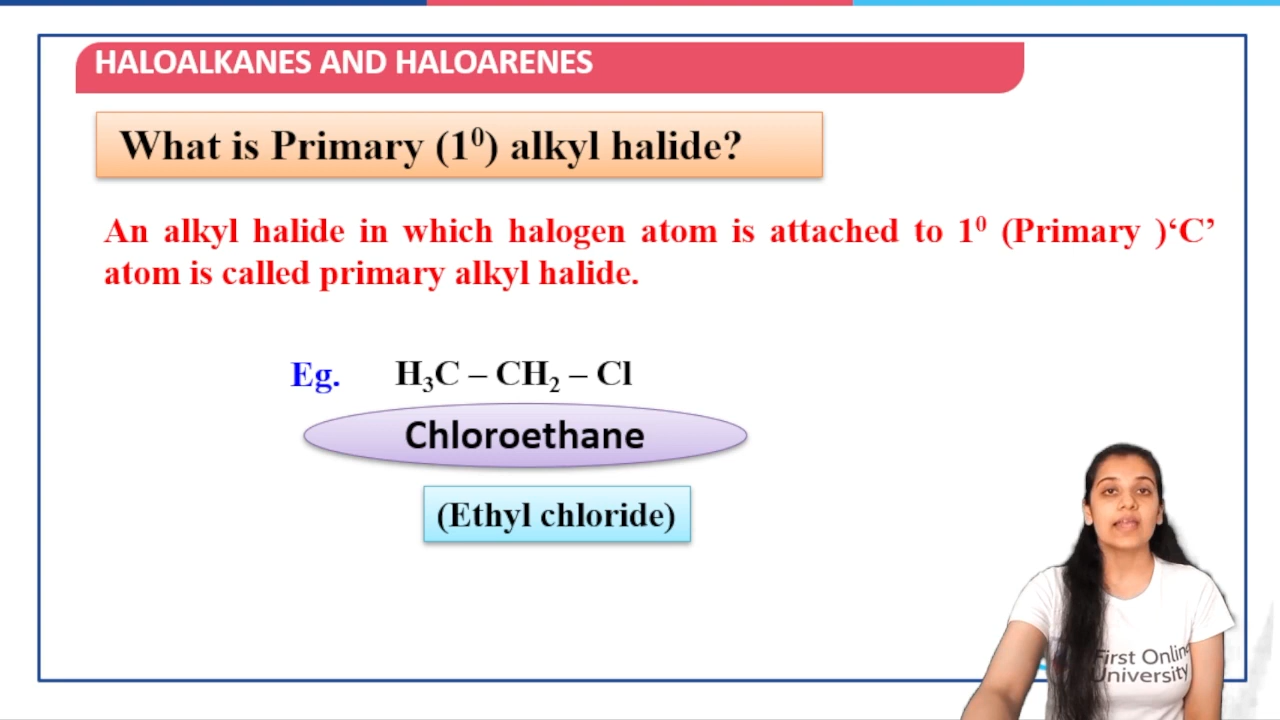 HALOALKANES AND HALOARENES
What is Primary (1⁰) alkyl halide?
An alkyl halide in which halogen atom is attached to 1⁰ (Primary )‘C’
atom is called primary alkyl halide.
Eg. H₃C – CH₂ – Cl
Chloroethane
(Ethyl chloride)
First Online
University